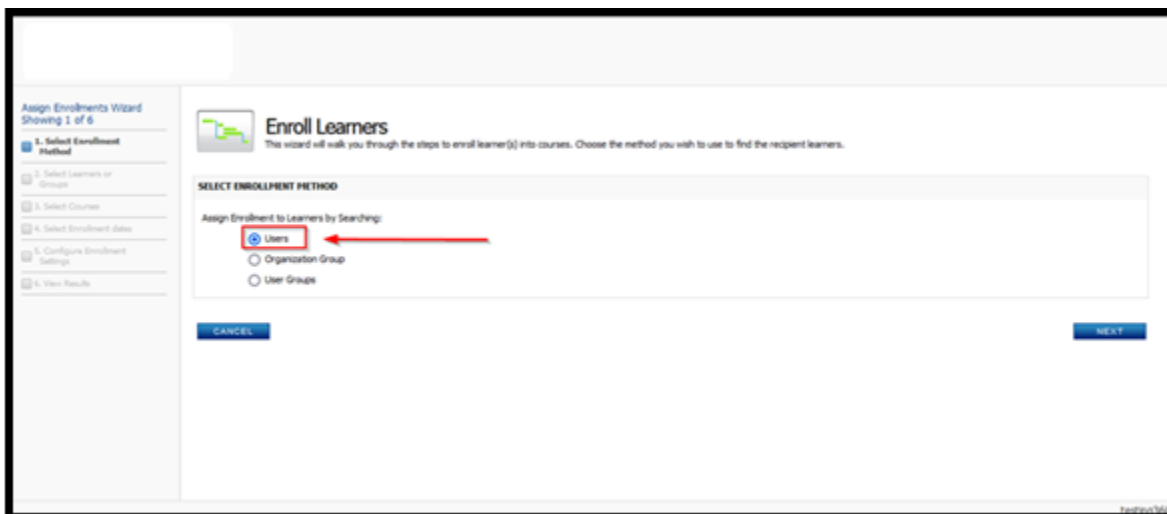 Assign Enrollments Wizard
Showing 1 of 6
1. Select Enrollment
Method
2. Select Learners or
Groups
3. Select Courses
4. Select Enrollment dates
5. Configure Enrollment
Settings
6. View Results
Enroll Learners
This wizard will walk you through the steps to enroll learner(s) into courses. Choose the method you wish to use to find the recipient learners.
SELECT ENROLLMENT METHOD
Assign Enrollment to Learners by Searching:
Users
Organization Group
User Groups
CANCEL
NEXT